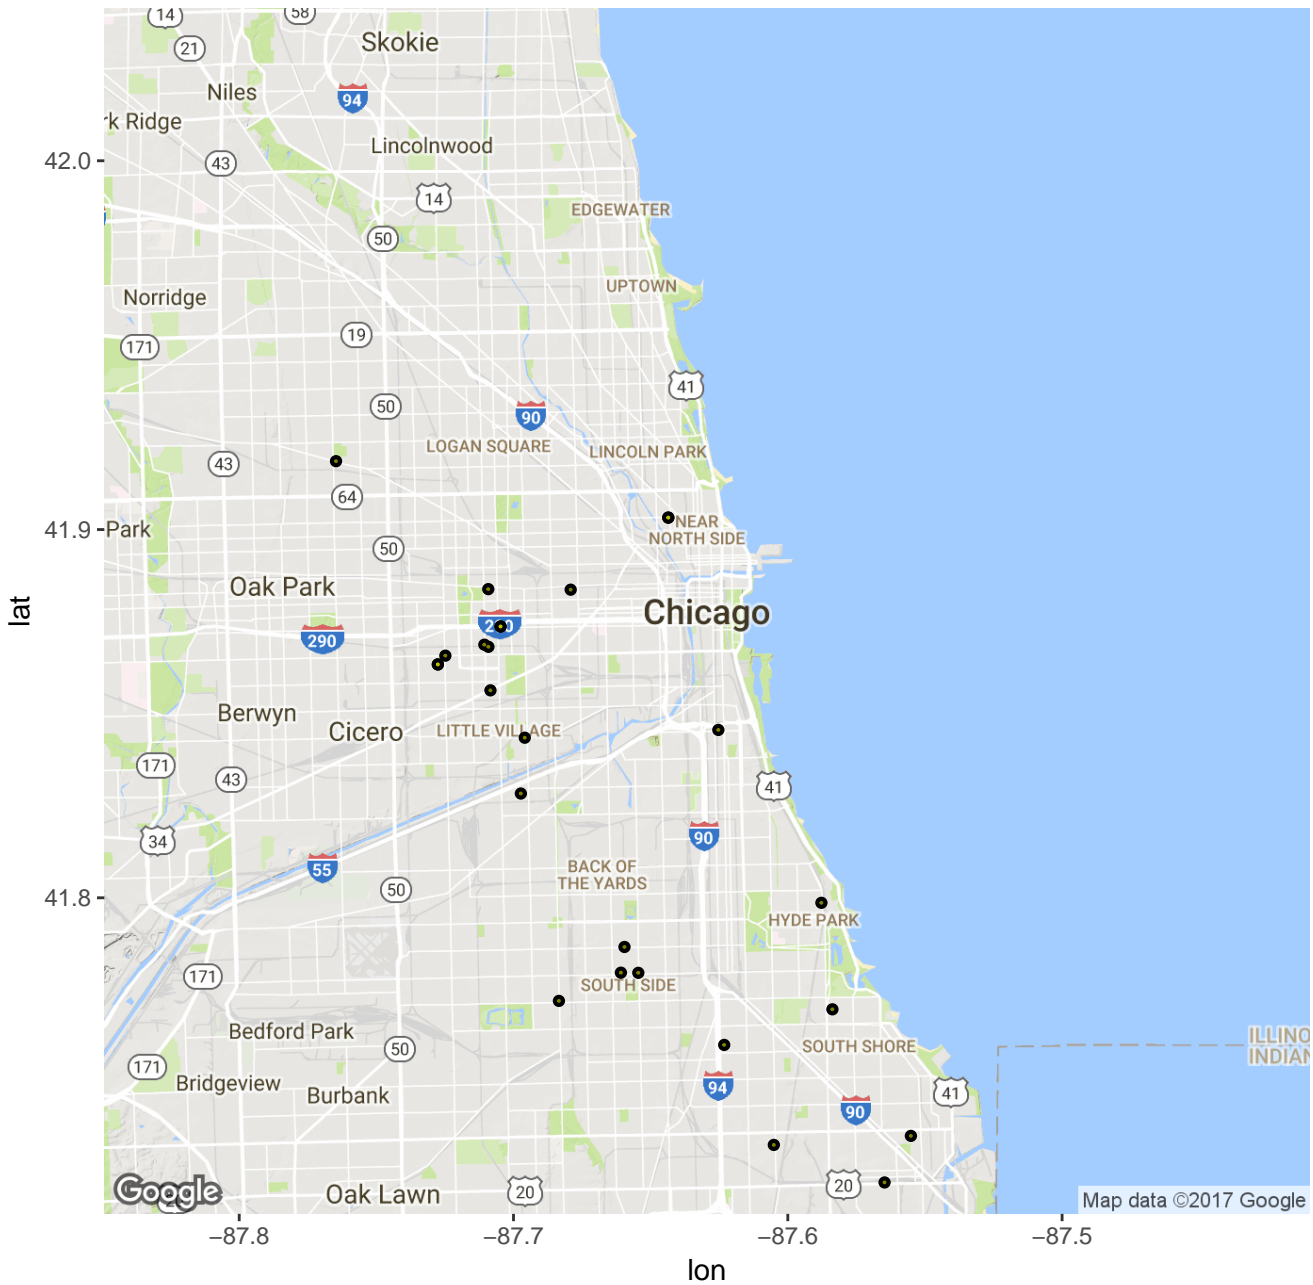 14
58
21
Skokie
Niles
94
rk Ridge
Lincolnwood
42.0
43
14
EDGEWATER
50
UPTOWN
Norridge
19
171
41
50
90
LOGAN SQUARE
LINCOLN PARK
43
64
41.9
Park
NEAR
NORTH SIDE
50
Oak Park
Chicago
lat
290
290
Berwyn
Cicero
LITTLE VILLAGE
171
43
41
34
90
55
BACK OF
THE YARDS
50
41.8
HYDE PARK
171
SOUTH SIDE
Bedford Park
50
SOUTH SHORE
ILLINO
INDIAN
171
Bridgeview
Burbank
94
41
90
Google
Oak Lawn
20
20
Map data ©2017 Google
−87.8
−87.7
−87.6
−87.5
lon